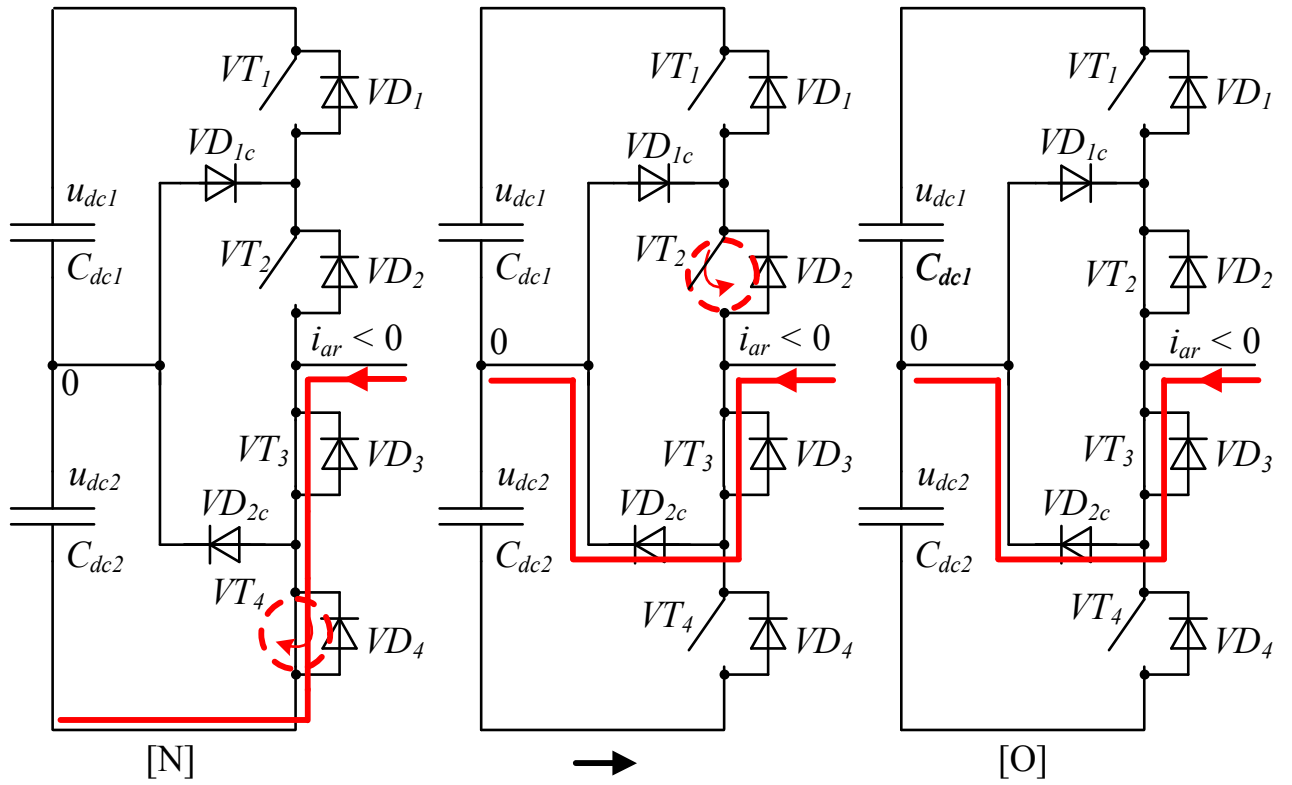 VT1 VD1 VT1 VD1 VT1 VD1
VD1c VD1c VD1c
udc1 udc1 udc1
VT2 VT2 VT2
Cdc1 VD2 Cdc1 VD2 Cdc1 VD2
iar < 0 iar < 0 iar < 0
0 0 0
VT3 VD3 VT3 VD3 VT3 VD3
udc2 udc2 udc2
VD2c VD2c VD2c
Cdc2 Cdc2 Cdc2
VT4 VT4 VT4
VD4 VD4 VD4
[N] [O]